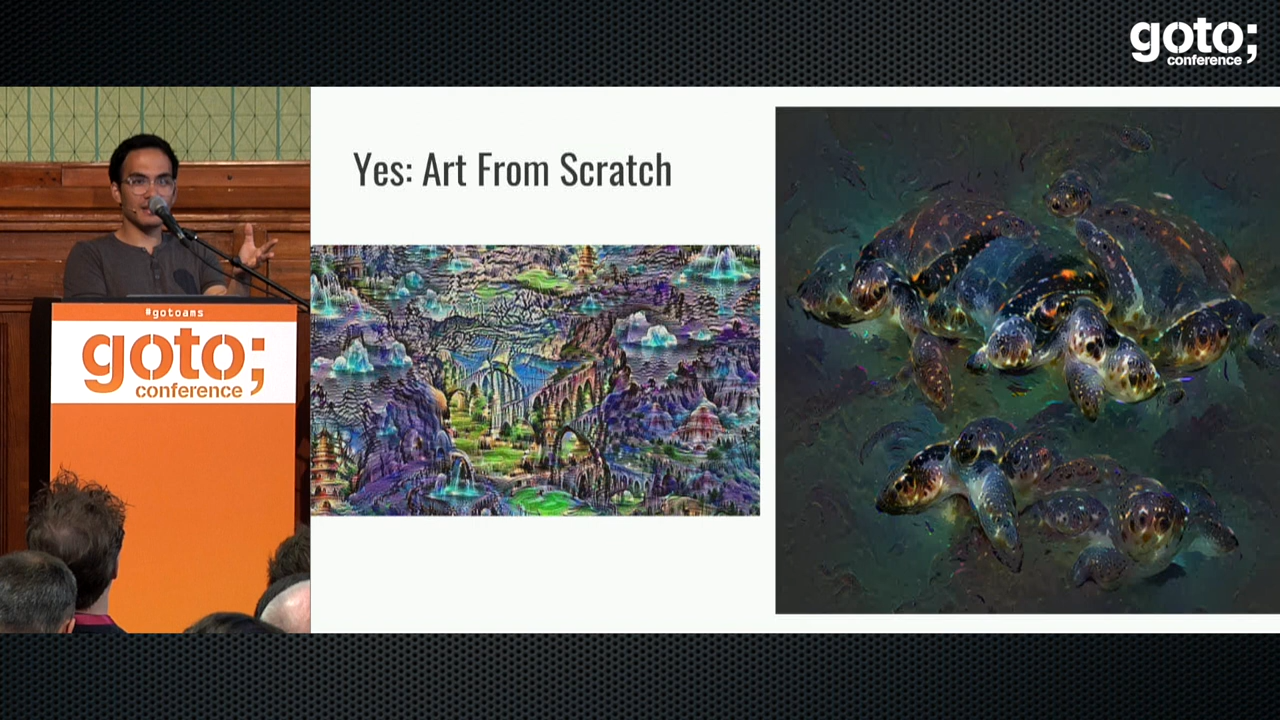 goto;
conference
Yes: Art From Scratch
#gotoams
goto;
conference